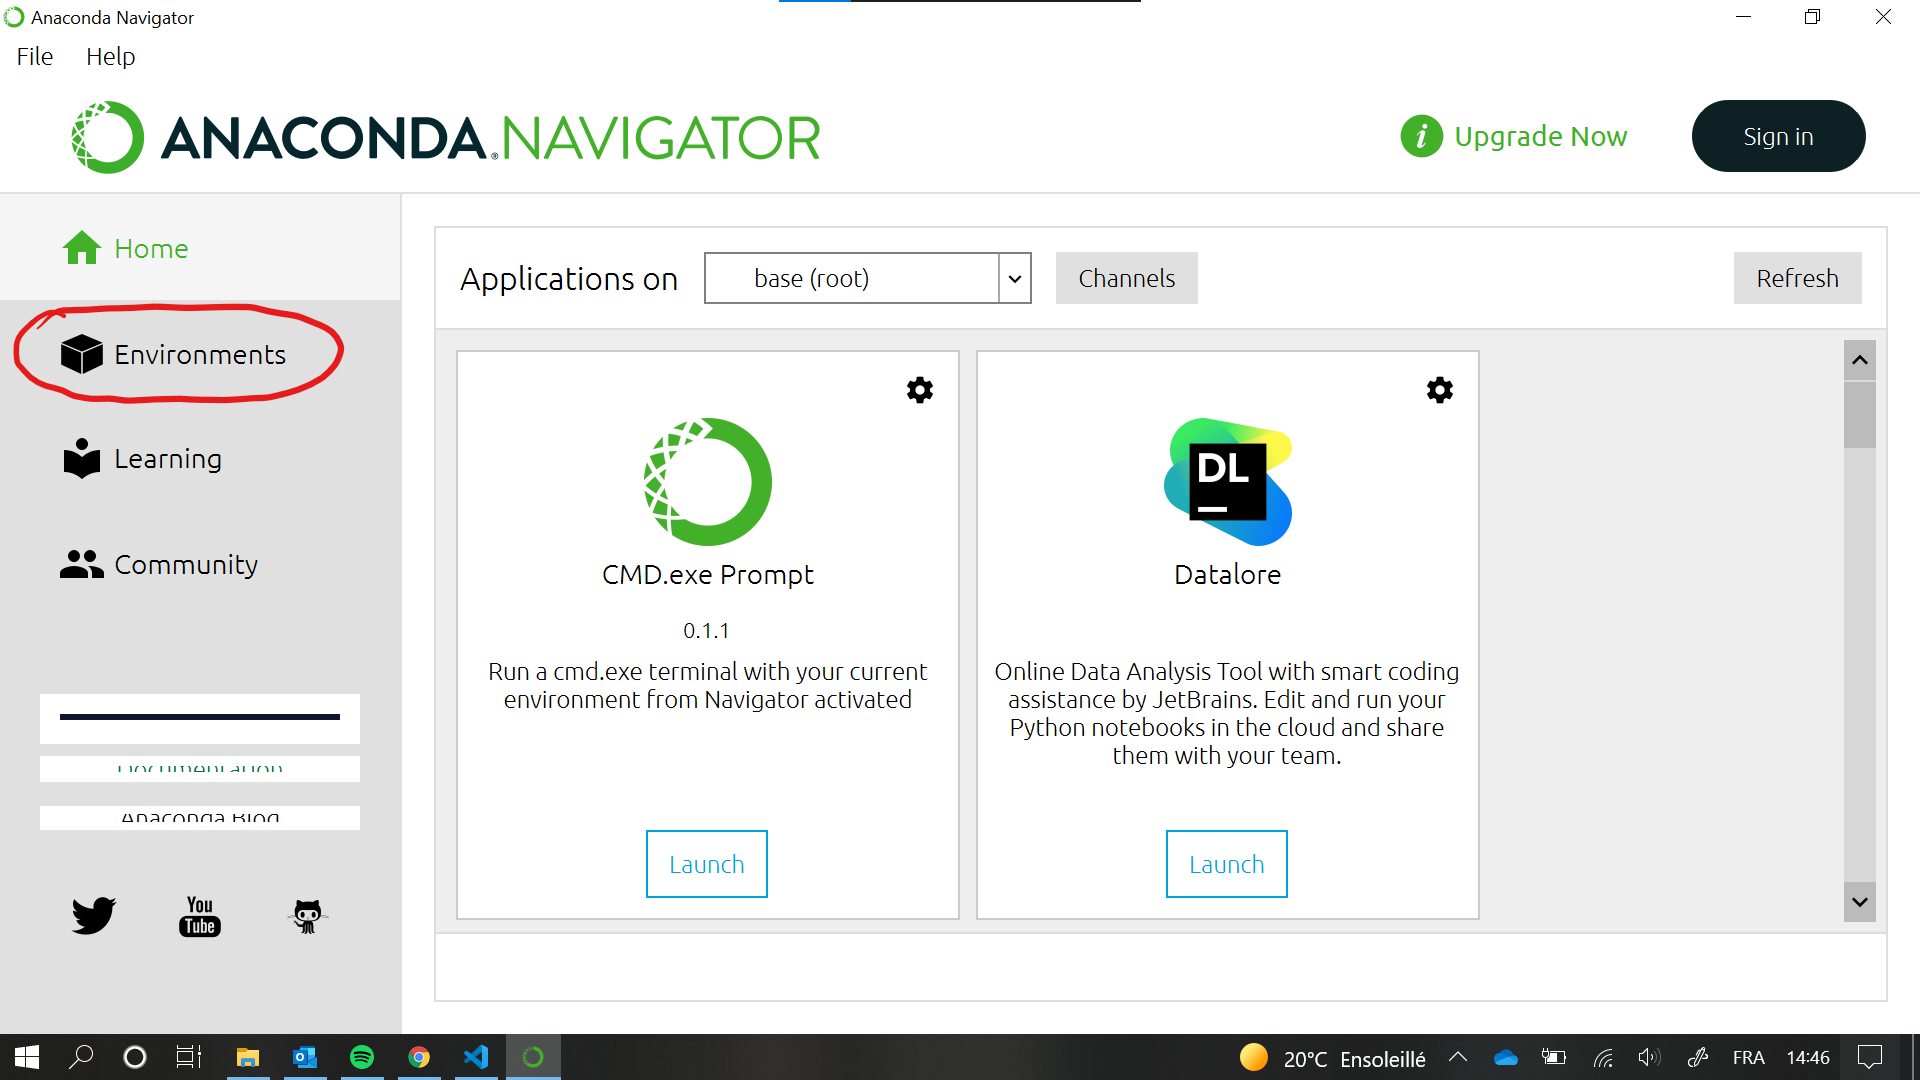 Anaconda Navigator
File Help
ANACONDA.NAVIGATOR
Upgrade Now
Sign in
Home
Applications on
base (root)
Channels
Refresh
Environments
Learning
Community
Documentation
Anaconda Blog
You
Tube
CMD.exe Prompt
0.1.1
Run a cmd.exe terminal with your current
environment from Navigator activated
Launch
DL
Datalore
Online Data Analysis Tool with smart coding
assistance by JetBrains. Edit and run your
Python notebooks in the cloud and share
them with your team.
Launch
20°C Ensoleillé
FRA
14:46